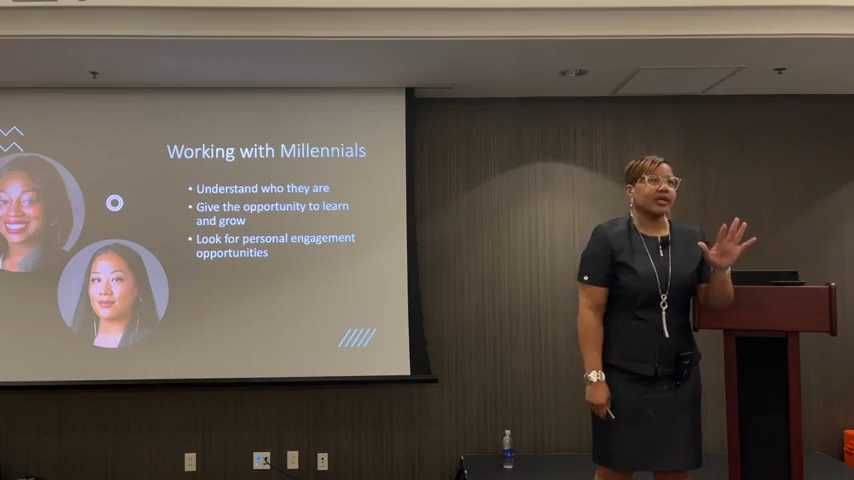 Working with Millennials
• Understand who they are
• Give the opportunity to learn
and grow
• Look for personal engagement
opportunities